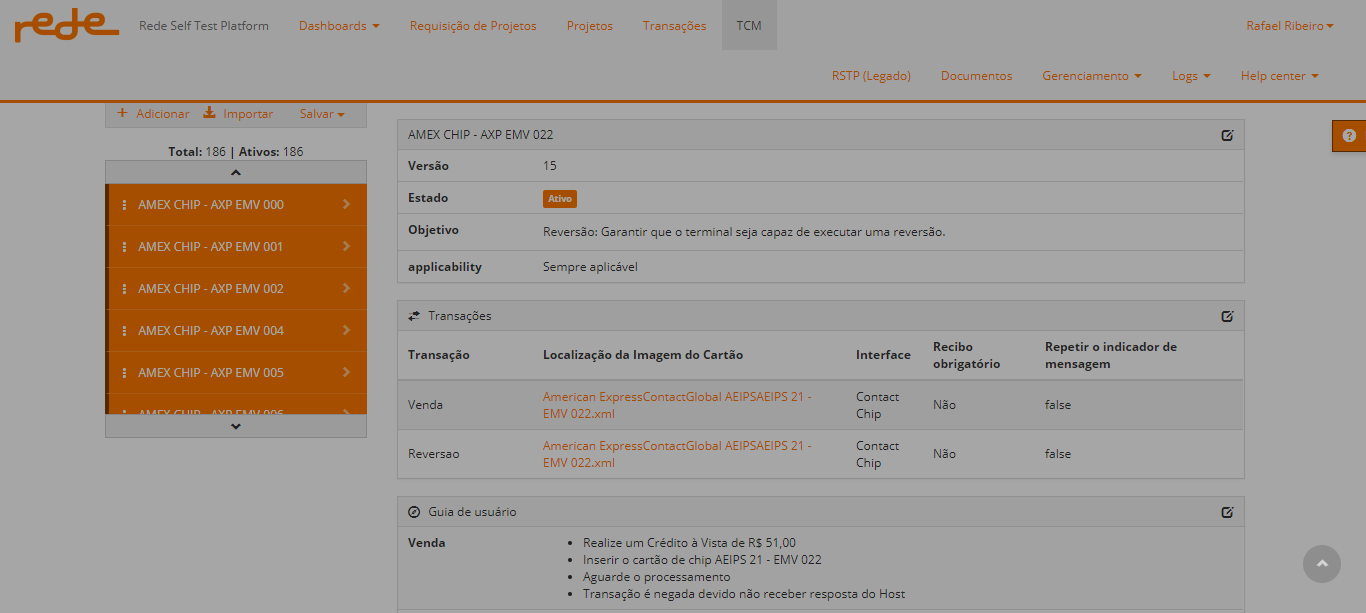 rede Rede Self Test Platform Dashboards Requisição de Projetos Projetos Transações TCM Rafael Ribeiro
RSTP (Legado) Documentos Gerenciamento Logs Help center
+ Adicionar Importar Salvar
Total: 186 | Ativos: 186
AMEX CHIP - AXP EMV 000
AMEX CHIP - AXP EMV 001
AMEX CHIP - AXP EMV 002
AMEX CHIP - AXP EMV 004
AMEX CHIP - AXP EMV 005
AMEX CHIP - AXP EMV 006
AMEX CHIP - AXP EMV 022
Versão 15
Estado Ativo
Objetivo Reversão: Garantir que o terminal seja capaz de executar uma reversão.
applicability Sempre aplicável
Transações
Transação Localização da Imagem do Cartão Interface Recibo obrigatório Repetir o indicador de mensagem
Venda American ExpressContactGlobal AEIPSAEIPS 21 - EMV 022.xml Contact Chip Não false
Reversao American ExpressContactGlobal AEIPSAEIPS 21 - EMV 022.xml Contact Chip Não false
Guia de usuário
Venda
• Realize um Crédito à Vista de R$ 51,00
• Inserir o cartão de chip AEIPS 21 - EMV 022
• Aguarde o processamento
• Transação é negada devido não receber resposta do Host